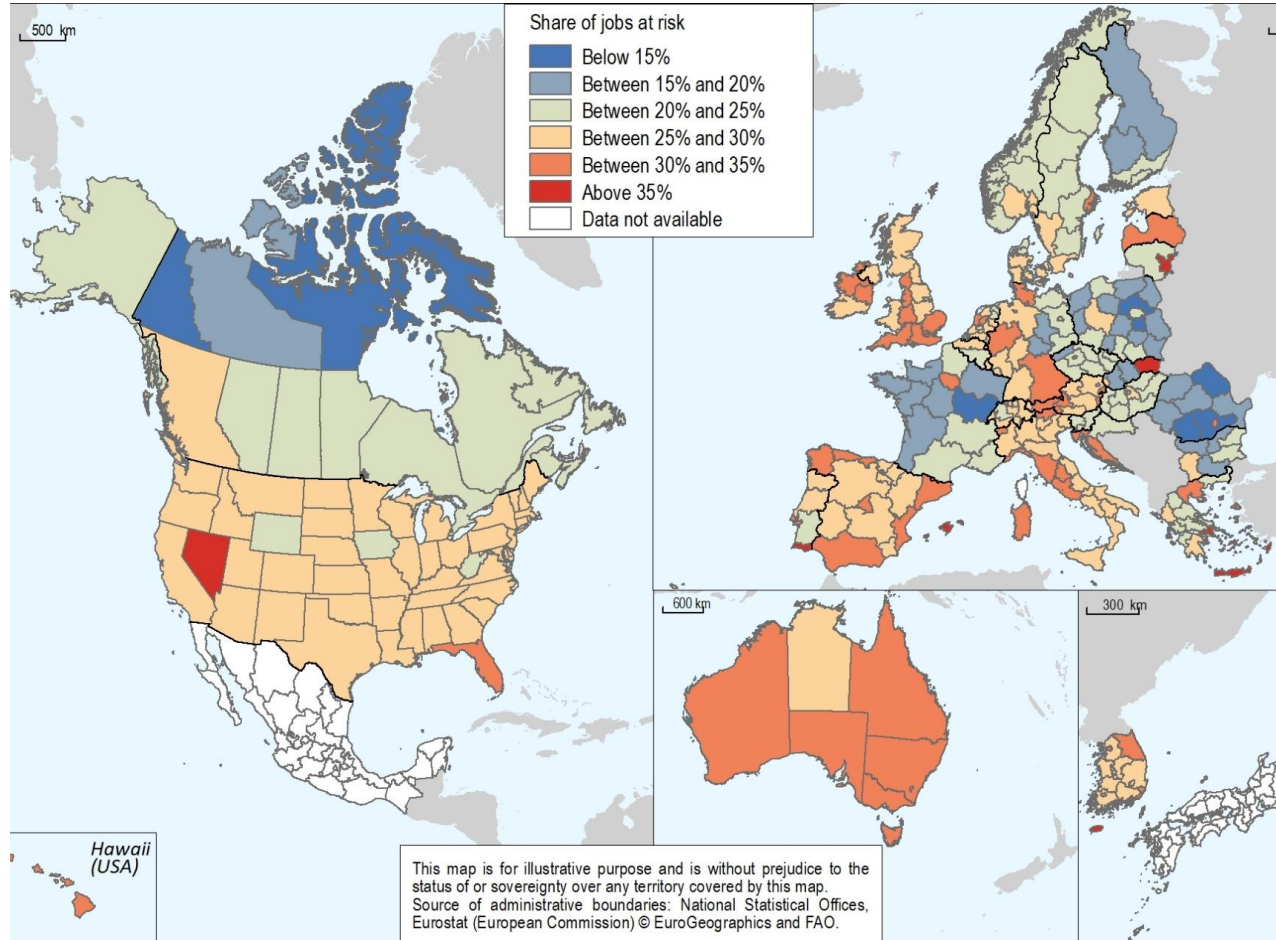 500 km
Share of jobs at risk
Below 15%
Between 15% and 20%
Between 20% and 25%
Between 25% and 30%
Between 30% and 35%
Above 35%
Data not available
600 km
300 km
Hawaii
(USA)
This map is for illustrative purpose and is without prejudice to the
status of or sovereignty over any territory covered by this map.
Source of administrative boundaries: National Statistical Offices,
Eurostat (European Commission) © EuroGeographics and FAO.